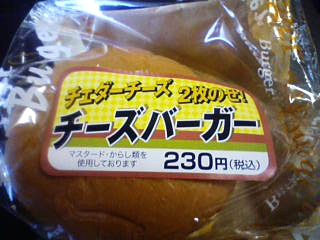 Burger
Burger
チェダーチーズ 2枚のせ!
チーズバーガー
マスタード・からし類を
使用しております
230円(税込)